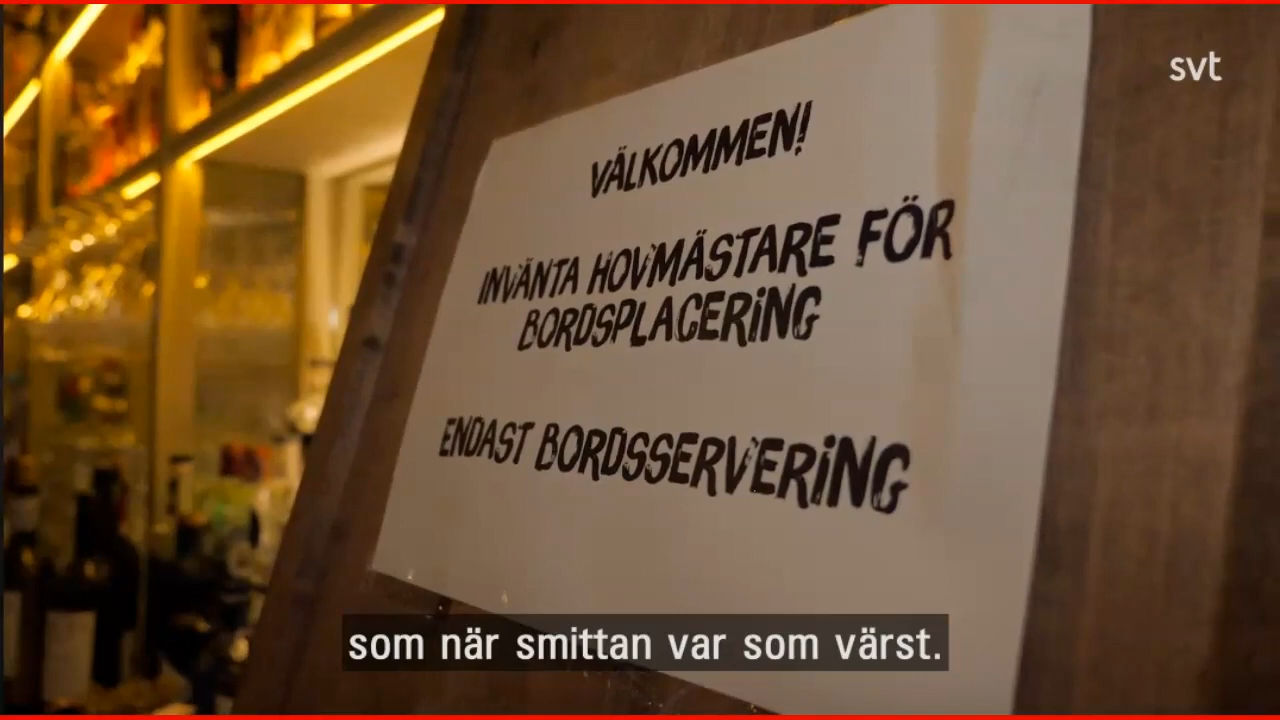 svt
VÄLKOMMEN!
INVÄNTA HOVMÄSTARE FÖR
BORDSPLACERING
ENDAST BORDSSERVERING
som när smittan var som värst.